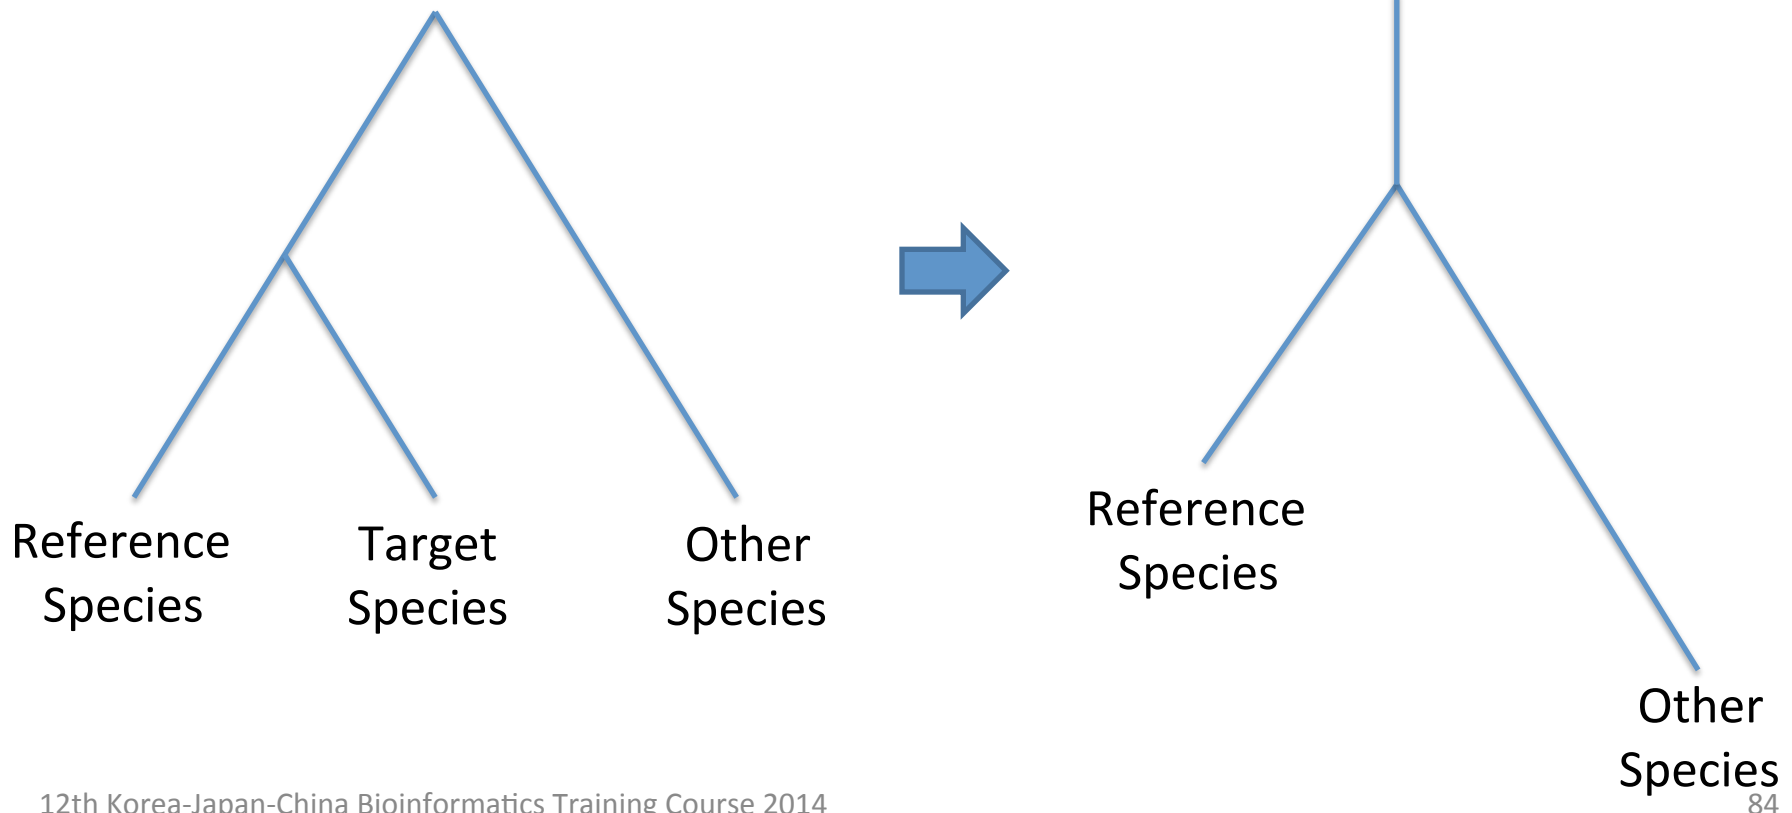 Reference
Species
Target
Species
Other
Species
Reference
Species
Other
Species
12th Korea-Japan-China Bioinformatics Training Course 2014
84